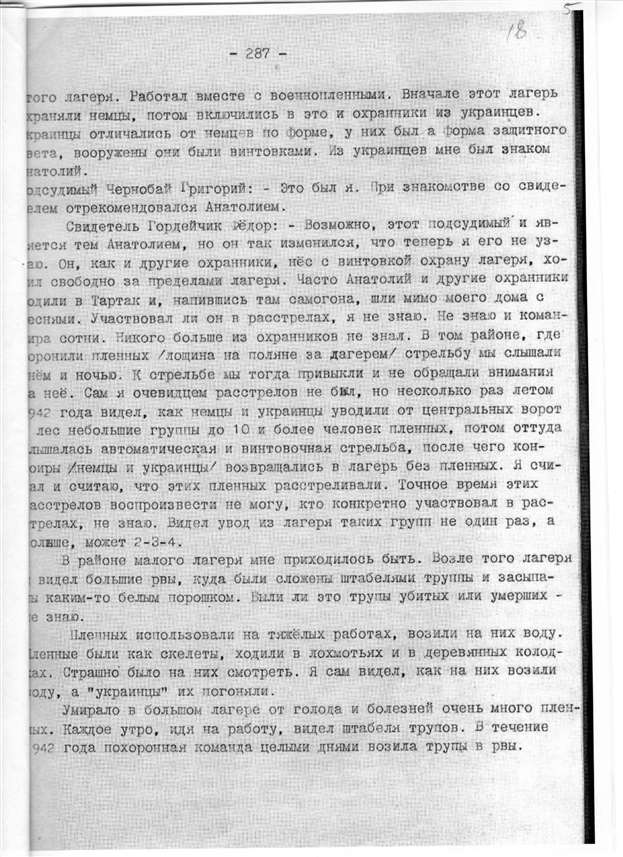 5
18
- 287 -
того лагеря. Работал вместе с военнопленными. Вначале этот лагерь
храняли немцы, потом включились в это и охранники из украинцев.
краинцы отличались от немцев по форме, у них был а форма защитного
вета, вооружены они были винтовками. Из украинцев мне был знаком
натолий.
одсудимый Чернобай Григорий: - Это был я. При знакомстве со свиде-
елем отрекомендовался Анатолием.
Свидетель Гордейчик Фёдор: - Возможно, этот подсудимый и яв-
яется тем Анатолием, но он так изменился, что теперь я его не уз-
аю. Он, как и другие охранники, нёс с винтовкой охрану лагеря, хо-
ил свободно за пределами лагеря. Часто Анатолий и другие охранники
одили в Тартак и, напившись там самогона, шли мимо моего дома с
еснями. Участвовал ли он в расстрелах, я не знаю. Не знаю и коман-
ира сотни. Никого больше из охранников не знал. В том районе, где
оронили пленных /лощина на поляне за лагерем/ стрельбу мы слышали
нём и ночью. К стрельбе мы тогда привыкли и не обращали внимания
а неё. Сам я очевидцем расстрелов не был, но несколько раз летом
942 года видел, как немцы и украинцы уводили от центральных ворот
лес небольшие группы до 10 и более человек пленных, потом оттуда
лышалась автоматическая и винтовочная стрельба, после чего кон-
оиры /немцы и украинцы/ возвращались в лагерь без пленных. Я счи-
ал и считаю, что этих пленных расстреливали. Точное время этих
асстрелов воспроизвести не могу, кто конкретно участвовал в рас-
трелах, не знаю. Видел увод из лагеря таких групп не один раз, а
ольше, может 2-3-4.
В районе малого лагеря мне приходилось быть. Возле того лагеря
видел большие рвы, куда были сложены штабелями труппы и засыпа-
ы каким-то белым порошком. Были ли это трупы убитых или умерших -
е знаю.
Пленных использовали на тяжёлых работах, возили на них воду.
ленные были как скелеты, ходили в лохмотьях и в деревянных колод-
ах. Страшно было на них смотреть. Я сам видел, как на них возили
оду, а "украинцы" их погоняли.
Умирало в большом лагере от голода и болезней очень много плен-
ых. Каждое утро, идя на работу, видел штабеля трупов. В течение
942 года похоронная команда целыми днями возила трупы в рвы.